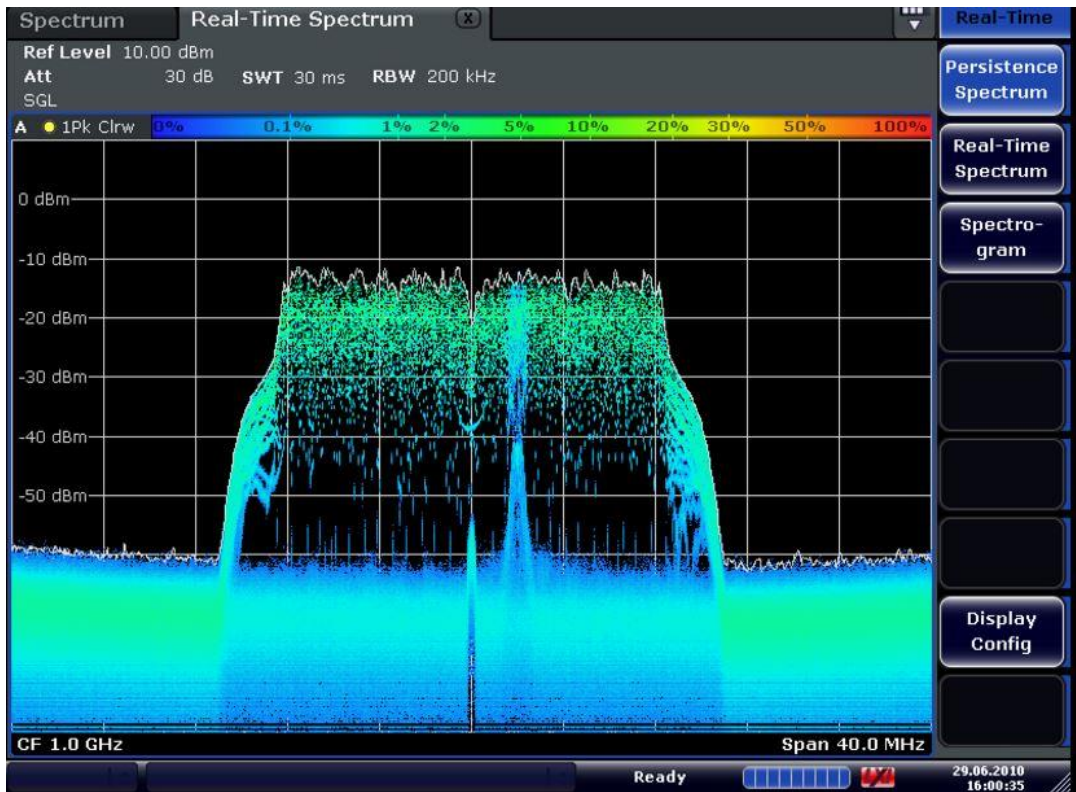 Spectrum Real-Time Spectrum X Real-Time
Ref Level 10.00 dBm
Att 30 dB SWT 30 ms RBW 200 kHz
SGL
A 1Pk Clrw 0% 0.1% 1% 2% 5% 10% 20% 30% 50% 100%
0 dBm
-10 dBm
-20 dBm
-30 dBm
-40 dBm
-50 dBm
CF 1.0 GHz Span 40.0 MHz
Persistence
Spectrum
Real-Time
Spectrum
Spectro-
gram
Display
Config
Ready 29.06.2010
16:00:35